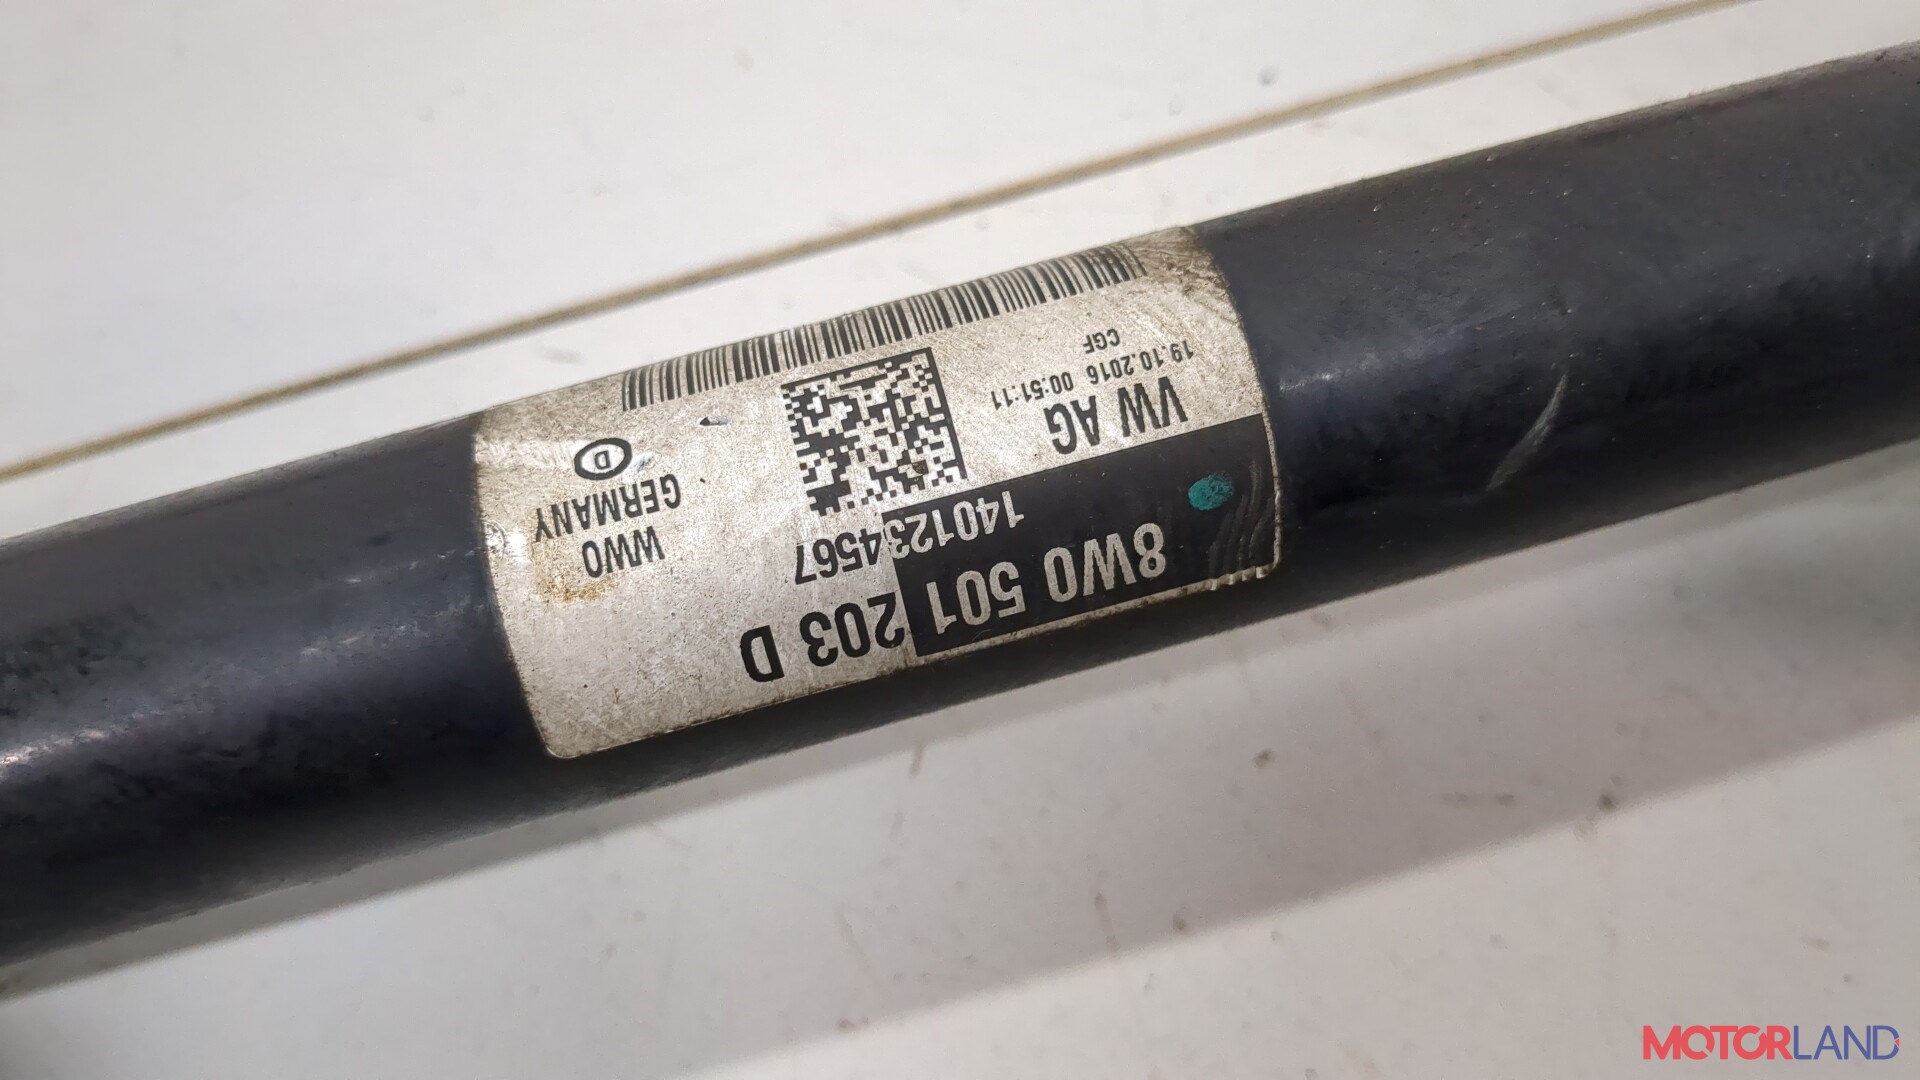 8W0 501 203 D
1401234567
WW0
GERMANY
D
VW AG
19.10.2016 00:51:11
CGF
MOTORLAND